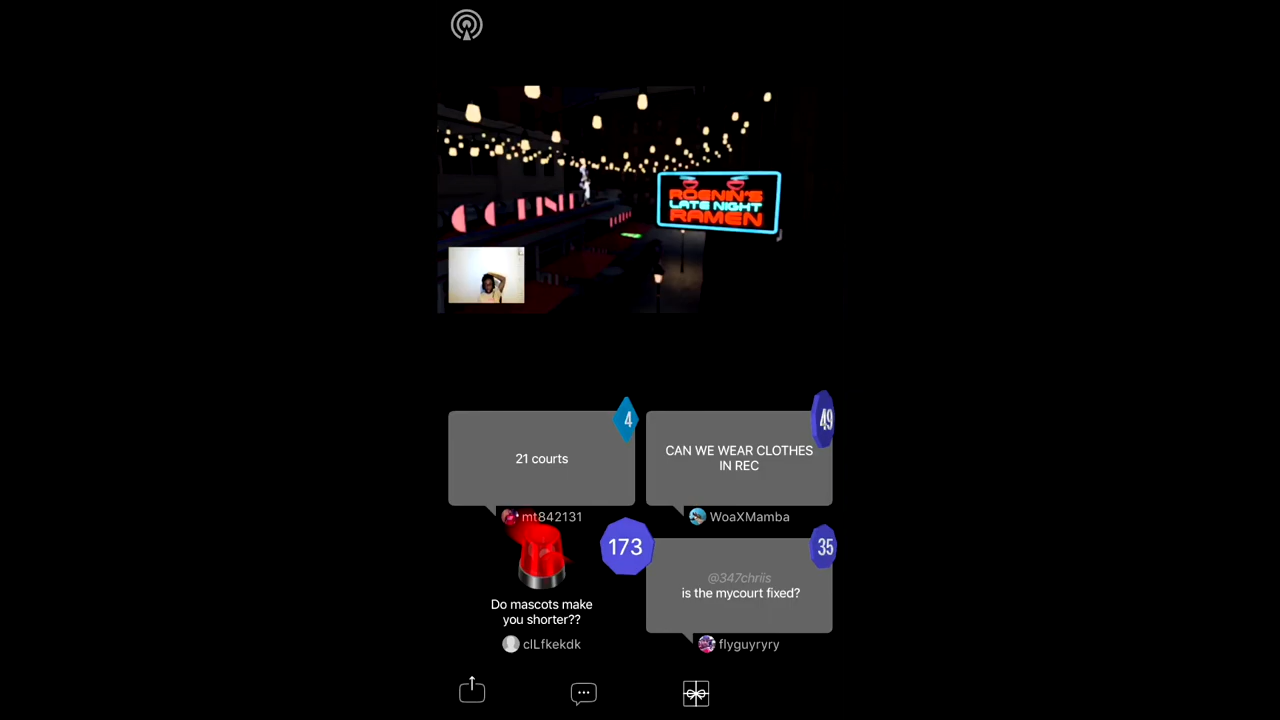 ROENIN'S
LATE NIGHT
RAMEN
4
21 courts
mt842131
49
CAN WE WEAR CLOTHES
IN REC
WoaXMamba
173
Do mascots make
you shorter??
clLfkekdk
35
@347chriis
is the mycourt fixed?
flyguyryry